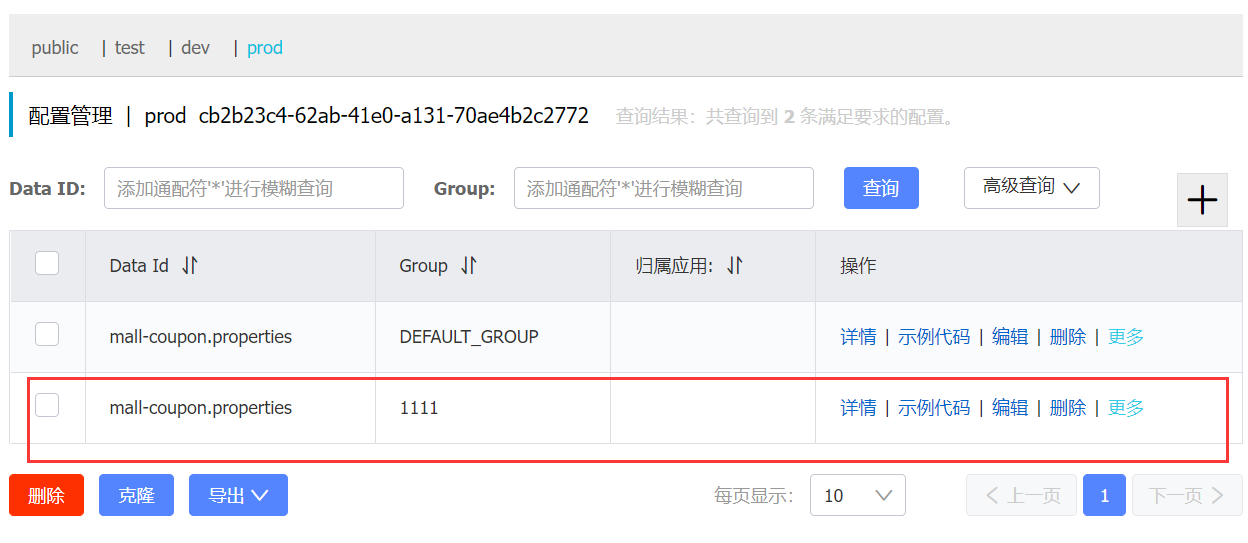 public | test | dev | prod
配置管理 | prod cb2b23c4-62ab-41e0-a131-70ae4b2c2772 查询结果：共查询到 2 条满足要求的配置。
Data ID: 添加通配符'*'进行模糊查询 Group: 添加通配符'*'进行模糊查询 查询 高级查询
Data Id Group 归属应用: 操作
mall-coupon.properties DEFAULT_GROUP 详情 | 示例代码 | 编辑 | 删除 | 更多
mall-coupon.properties 1111 详情 | 示例代码 | 编辑 | 删除 | 更多
删除 克隆 导出 每页显示: 10 上一页 1 下一页